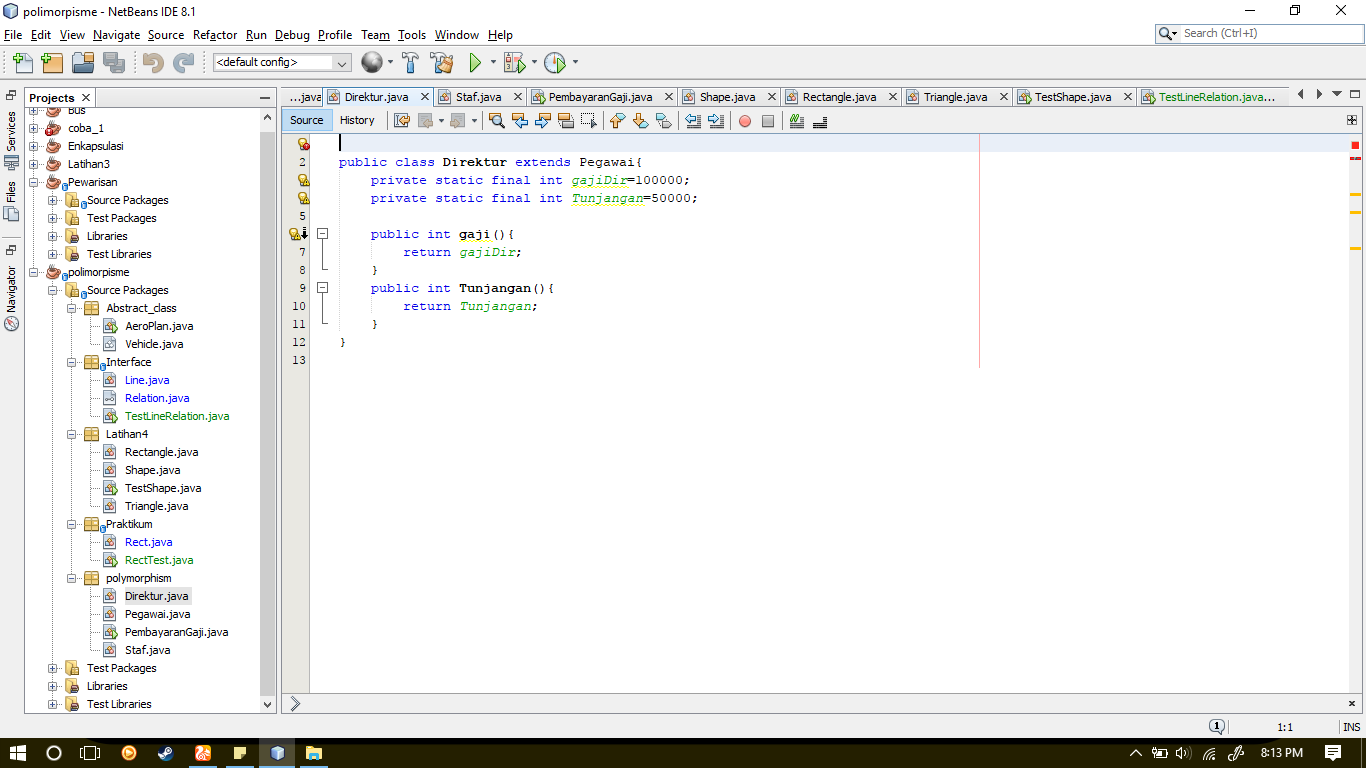 polimorpisme - NetBeans IDE 8.1
File Edit View Navigate Source Refactor Run Debug Profile Team Tools Window Help
Search (Ctrl+I)
<default config>
Projects
...java Direktur.java Staf.java PembayaranGaji.java Shape.java Rectangle.java Triangle.java TestShape.java TestLineRelation.java...
Source History
Services
Files
Navigator
Bus
coba_1
Enkapsulasi
Latihan3
Pewarisan
Source Packages
Test Packages
Libraries
Test Libraries
polimorpisme
Source Packages
Abstract_class
AeroPlan.java
Vehicle.java
Interface
Line.java
Relation.java
TestLineRelation.java
Latihan4
Rectangle.java
Shape.java
TestShape.java
Triangle.java
Praktikum
Rect.java
RectTest.java
polymorphism
Direktur.java
Pegawai.java
PembayaranGaji.java
Staf.java
Test Packages
Libraries
Test Libraries
2 public class Direktur extends Pegawai{
private static final int gajiDir=100000;
private static final int Tunjangan=50000;
5
public int gaji(){
7 return gajiDir;
8 }
9 public int Tunjangan(){
10 return Tunjangan;
11 }
12 }
13
1
1:1 INS
8:13 PM